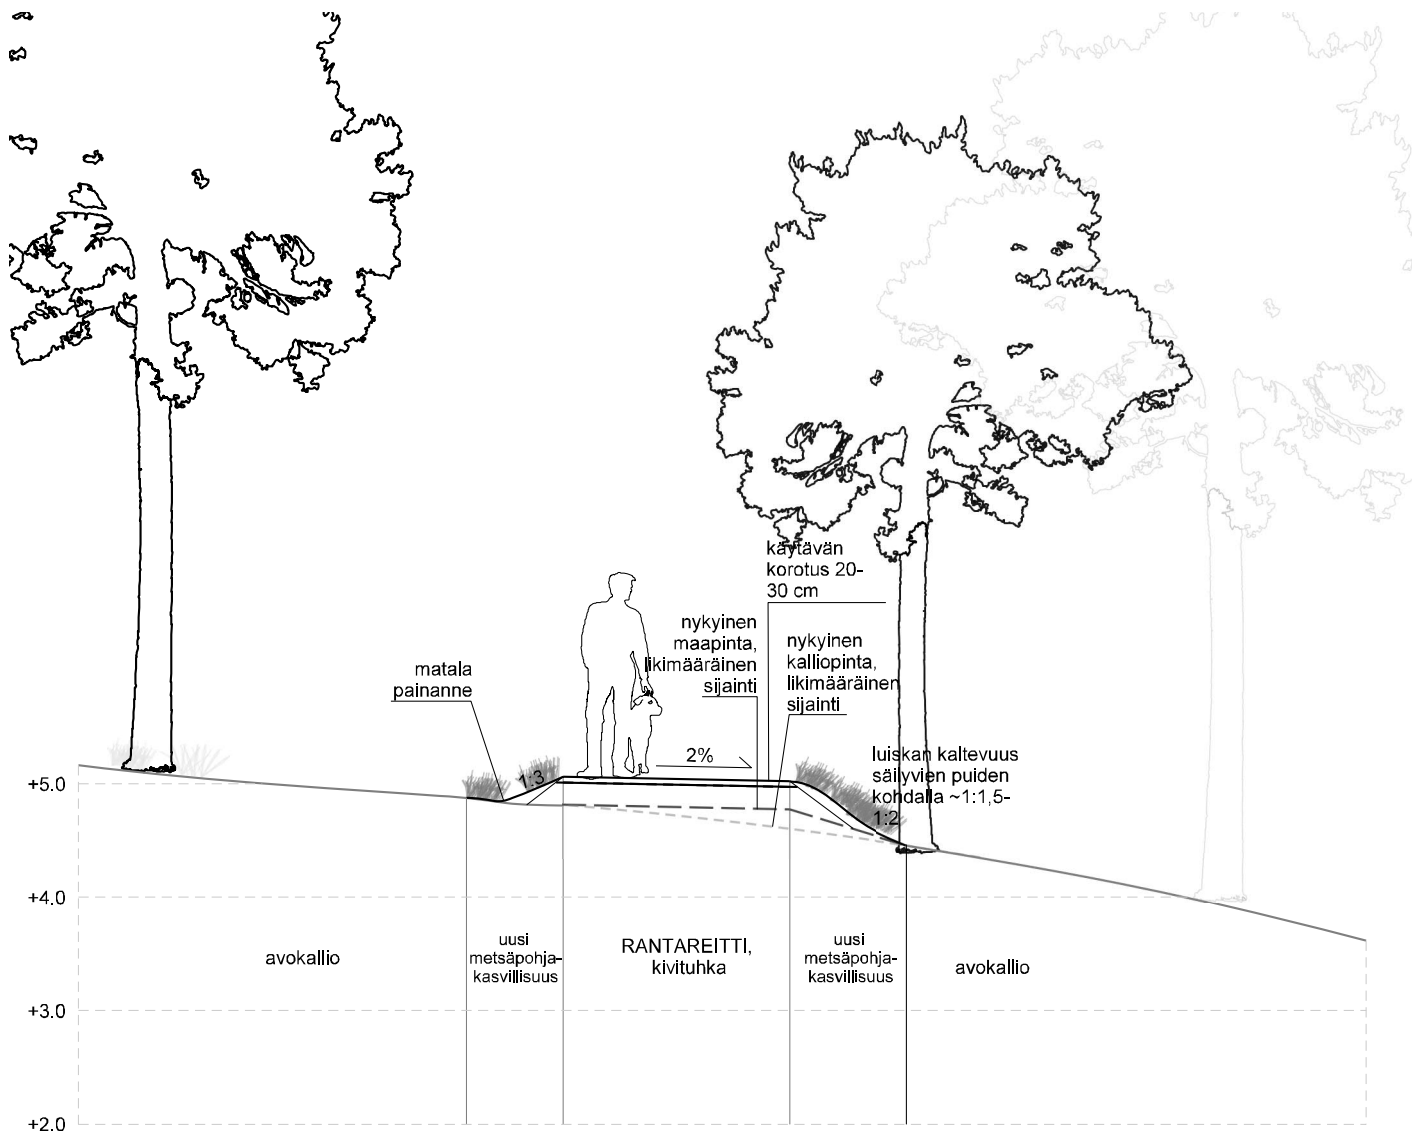 käytävän
korotus 20-
30 cm
nykyinen
maapinta,
likimääräinen
sijainti
nykyinen
kalliopinta,
likimääräinen
sijainti
matala
painanne
2%
1:3
luiskan kaltevuus
säilyvien puiden
kohdalla ~1:1,5-
1:2
+5.0
+4.0
avokallio
uusi
metsäpohja-
kasvillisuus
RANTAREITTI,
kivituhka
uusi
metsäpohja-
kasvillisuus
avokallio
+3.0
+2.0